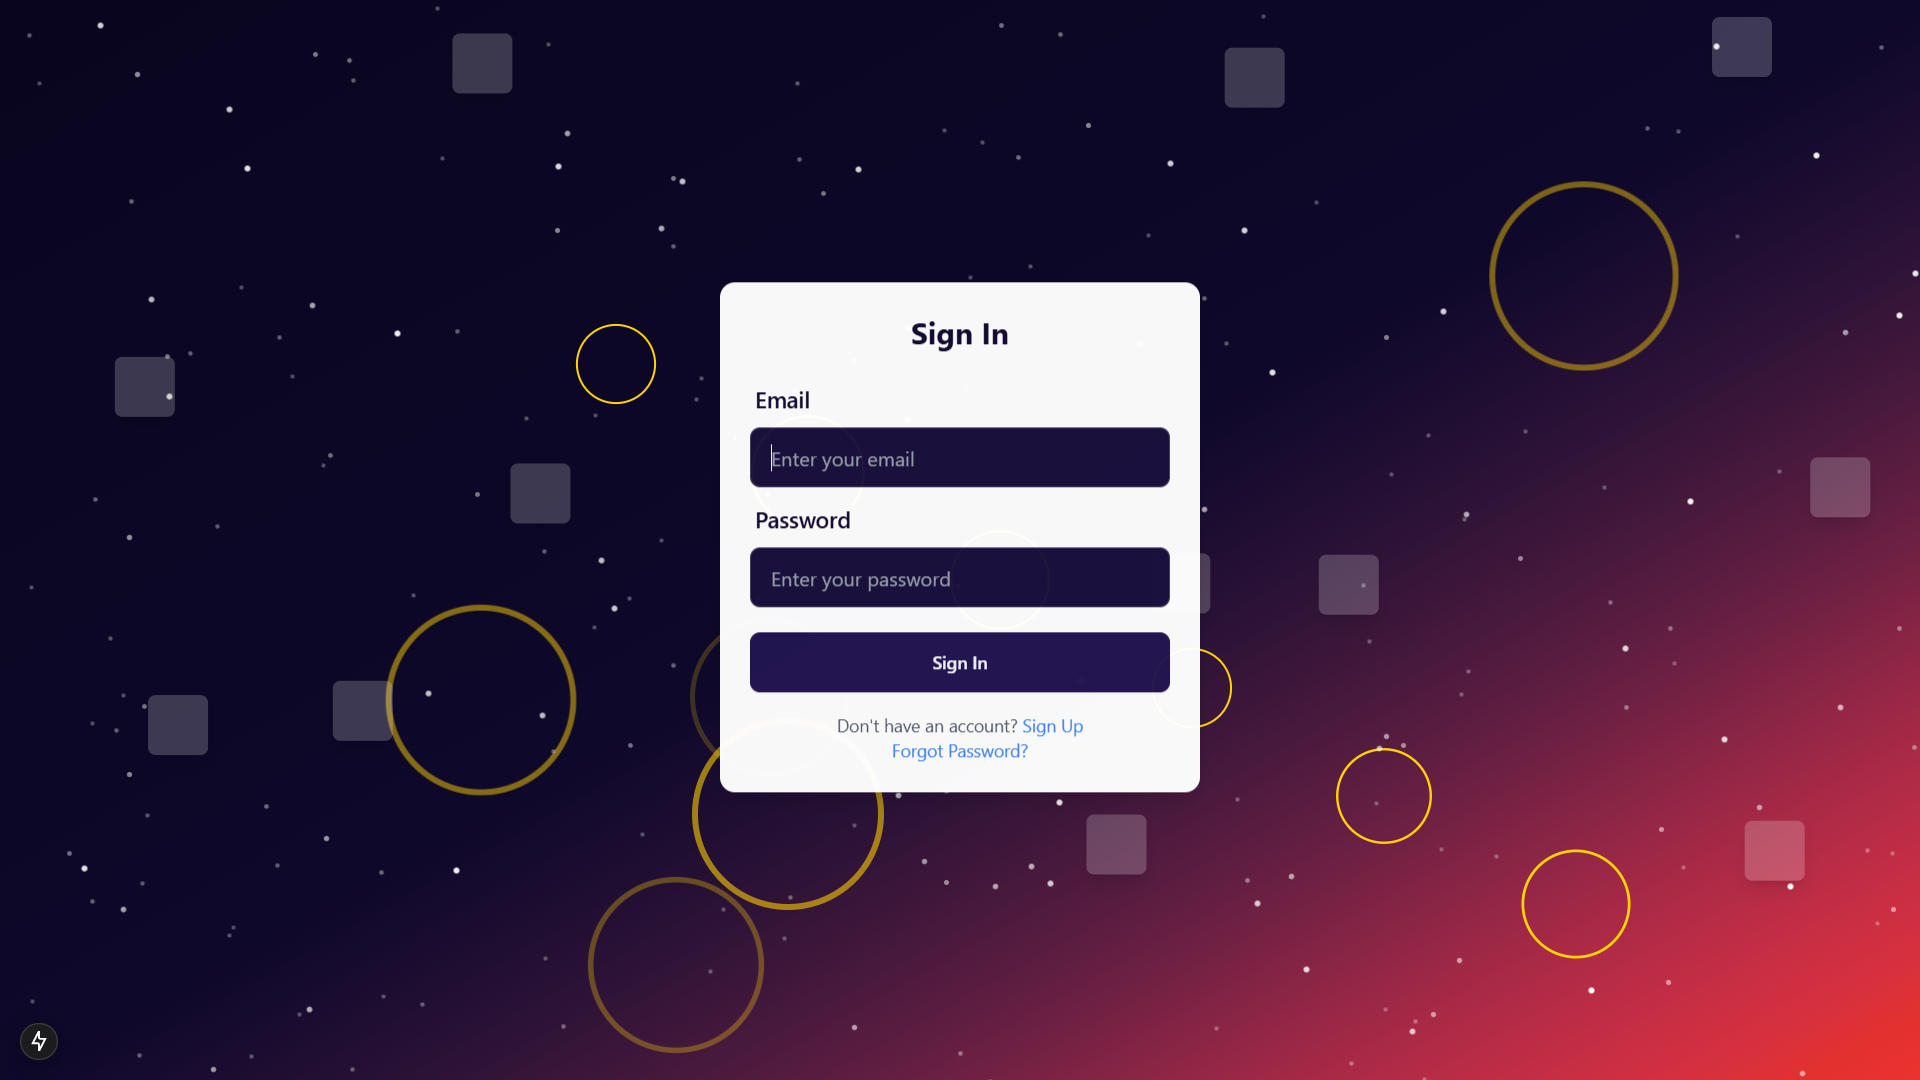 Sign In
Email
Enter your email
Password
Enter your password
Sign In
Don't have an account? Sign Up
Forgot Password?